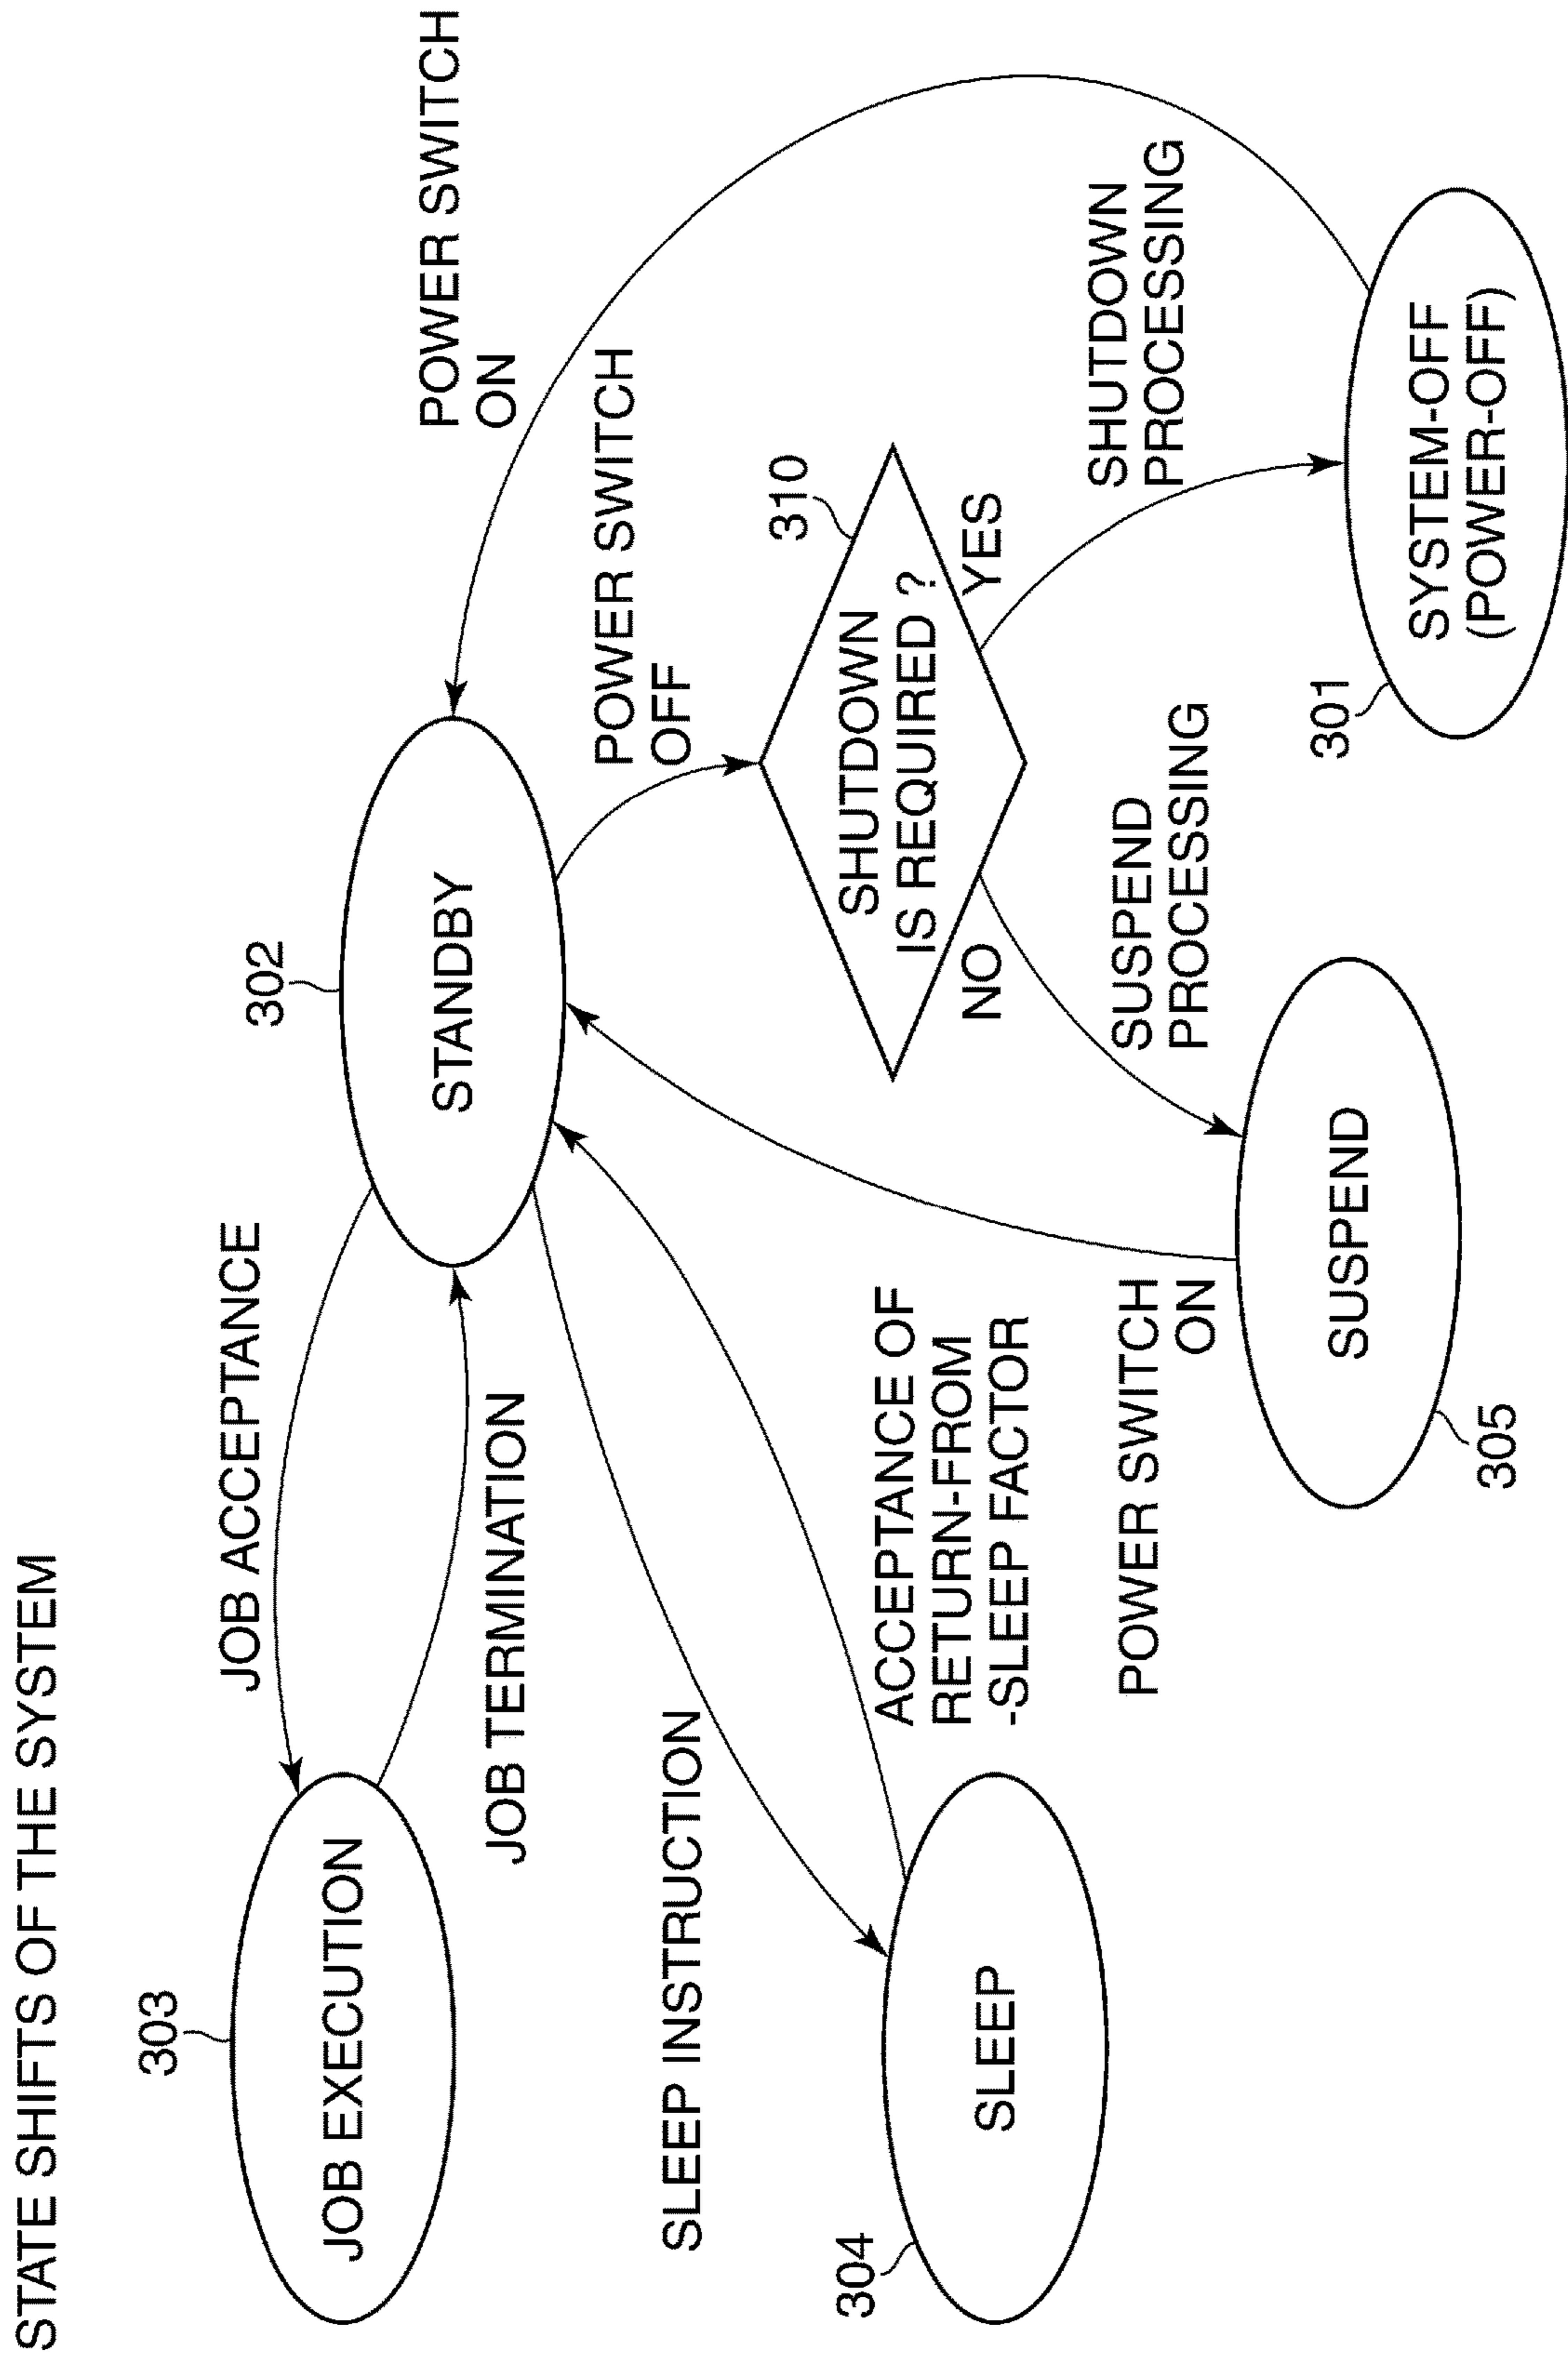 STATE SHIFTS OF THE SYSTEM
303
JOB EXECUTION
JOB ACCEPTANCE
JOB TERMINATION
302
STANDBY
POWER SWITCH
ON
POWER SWITCH
OFF
SLEEP INSTRUCTION
304
SLEEP
ACCEPTANCE OF
RETURN-FROM
-SLEEP FACTOR
310
SHUTDOWN
IS REQUIRED ?
NO
YES
SUSPEND
PROCESSING
SHUTDOWN
PROCESSING
POWER SWITCH
ON
SUSPEND
305
301
SYSTEM-OFF
(POWER-OFF)